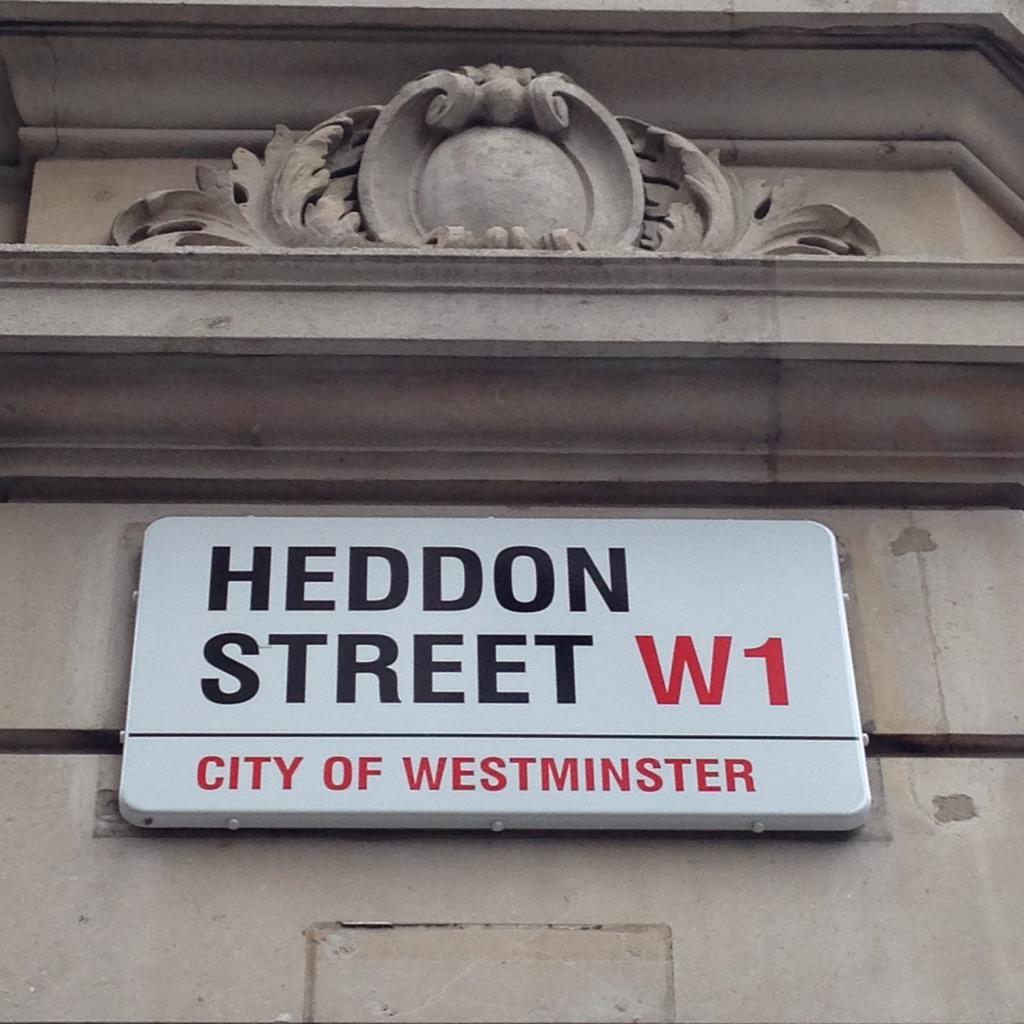 HEDDON
STREET W1
CITY OF WESTMINSTER